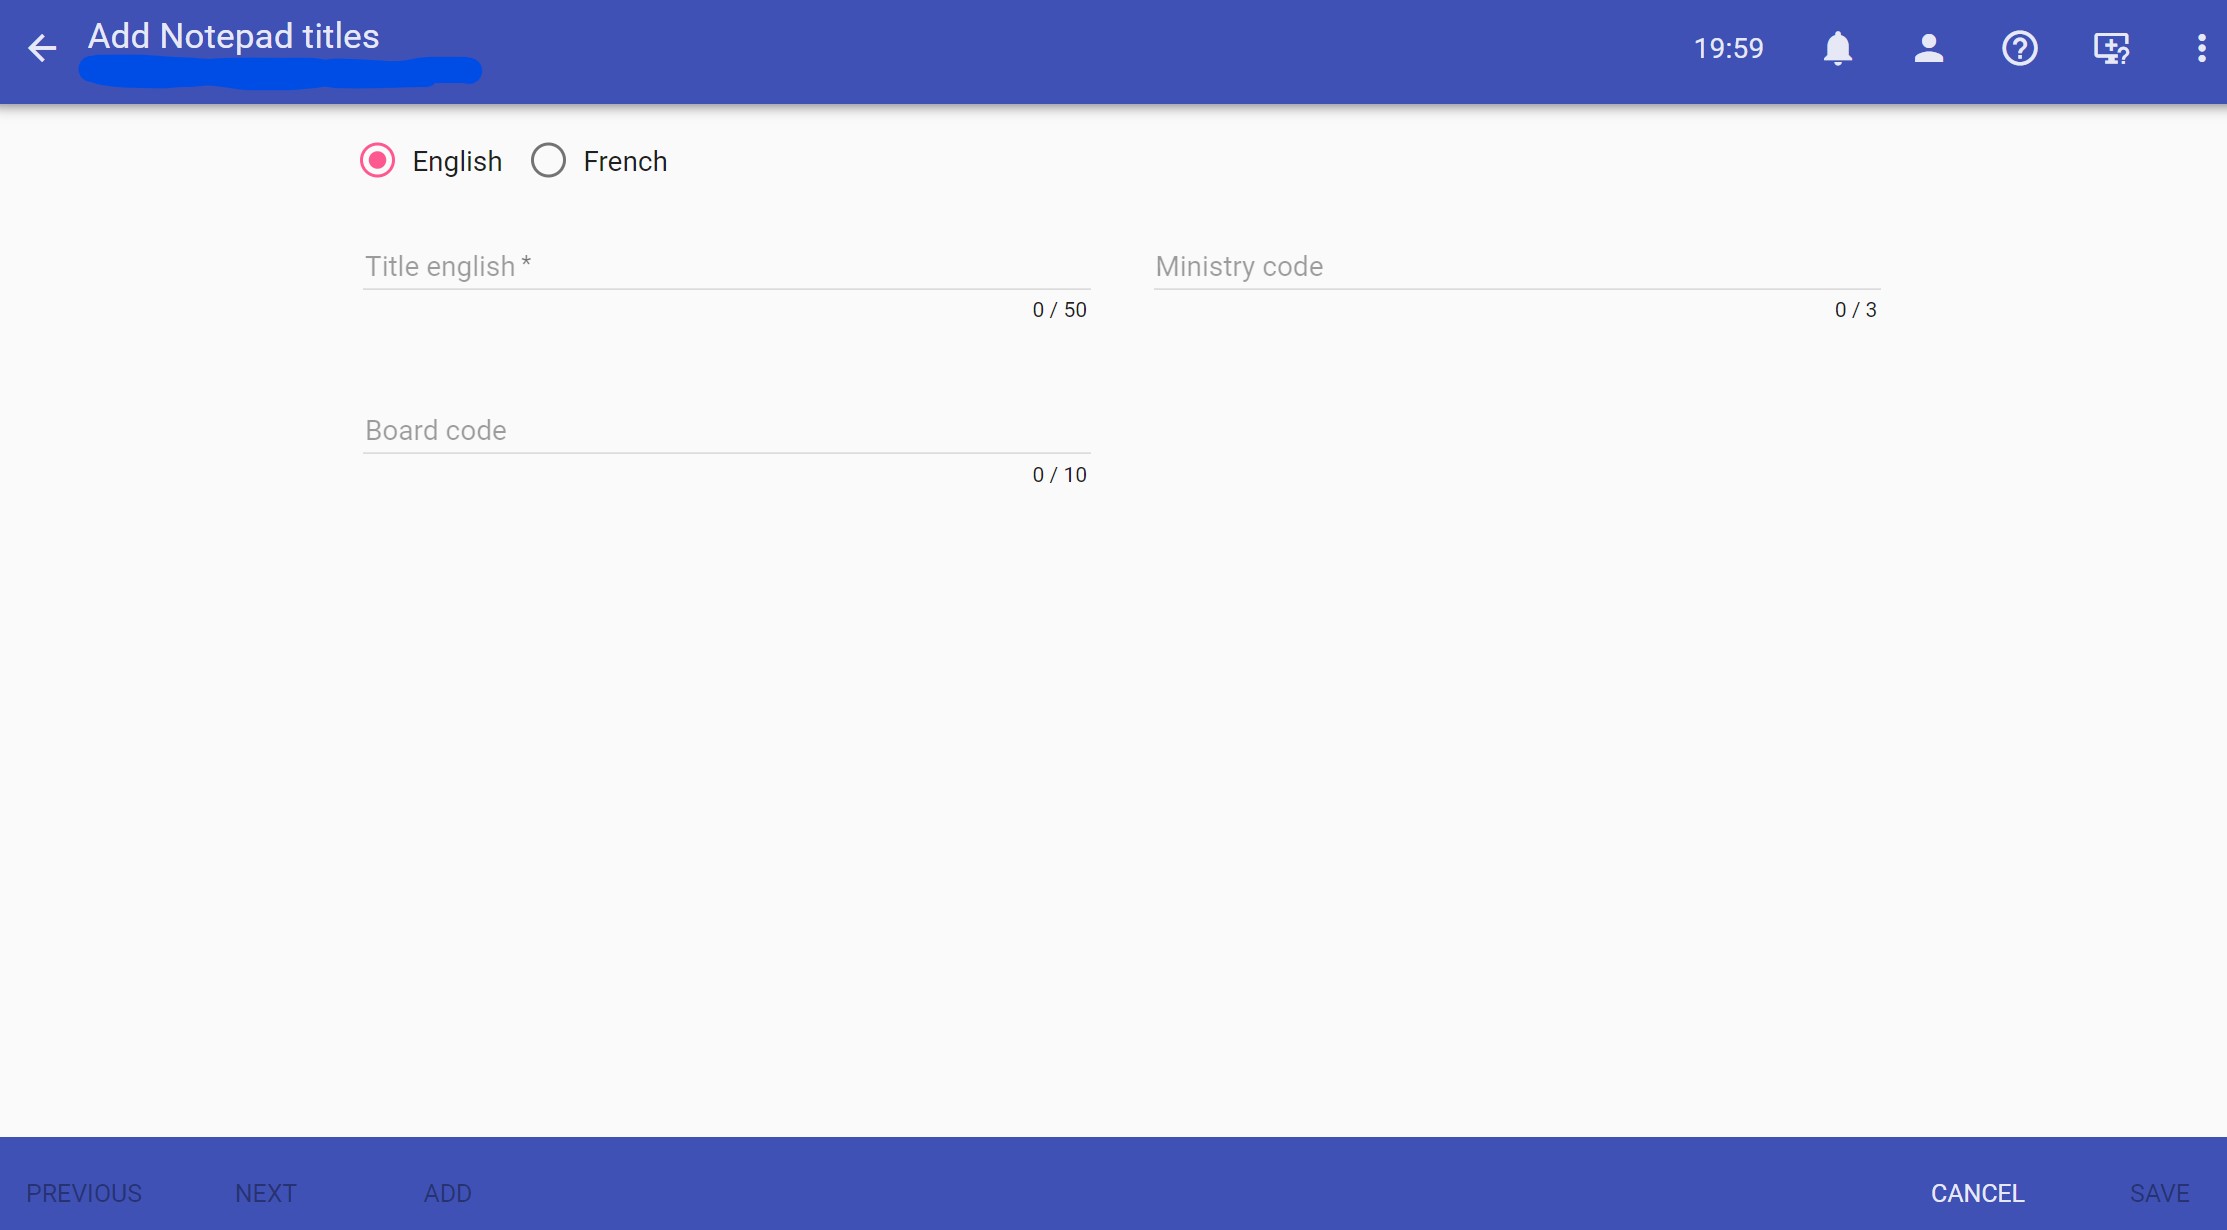 Add Notepad titles
19:59
English
French
Title english *
0 / 50
Ministry code
0 / 3
Board code
0 / 10
PREVIOUS
NEXT
ADD
CANCEL
SAVE